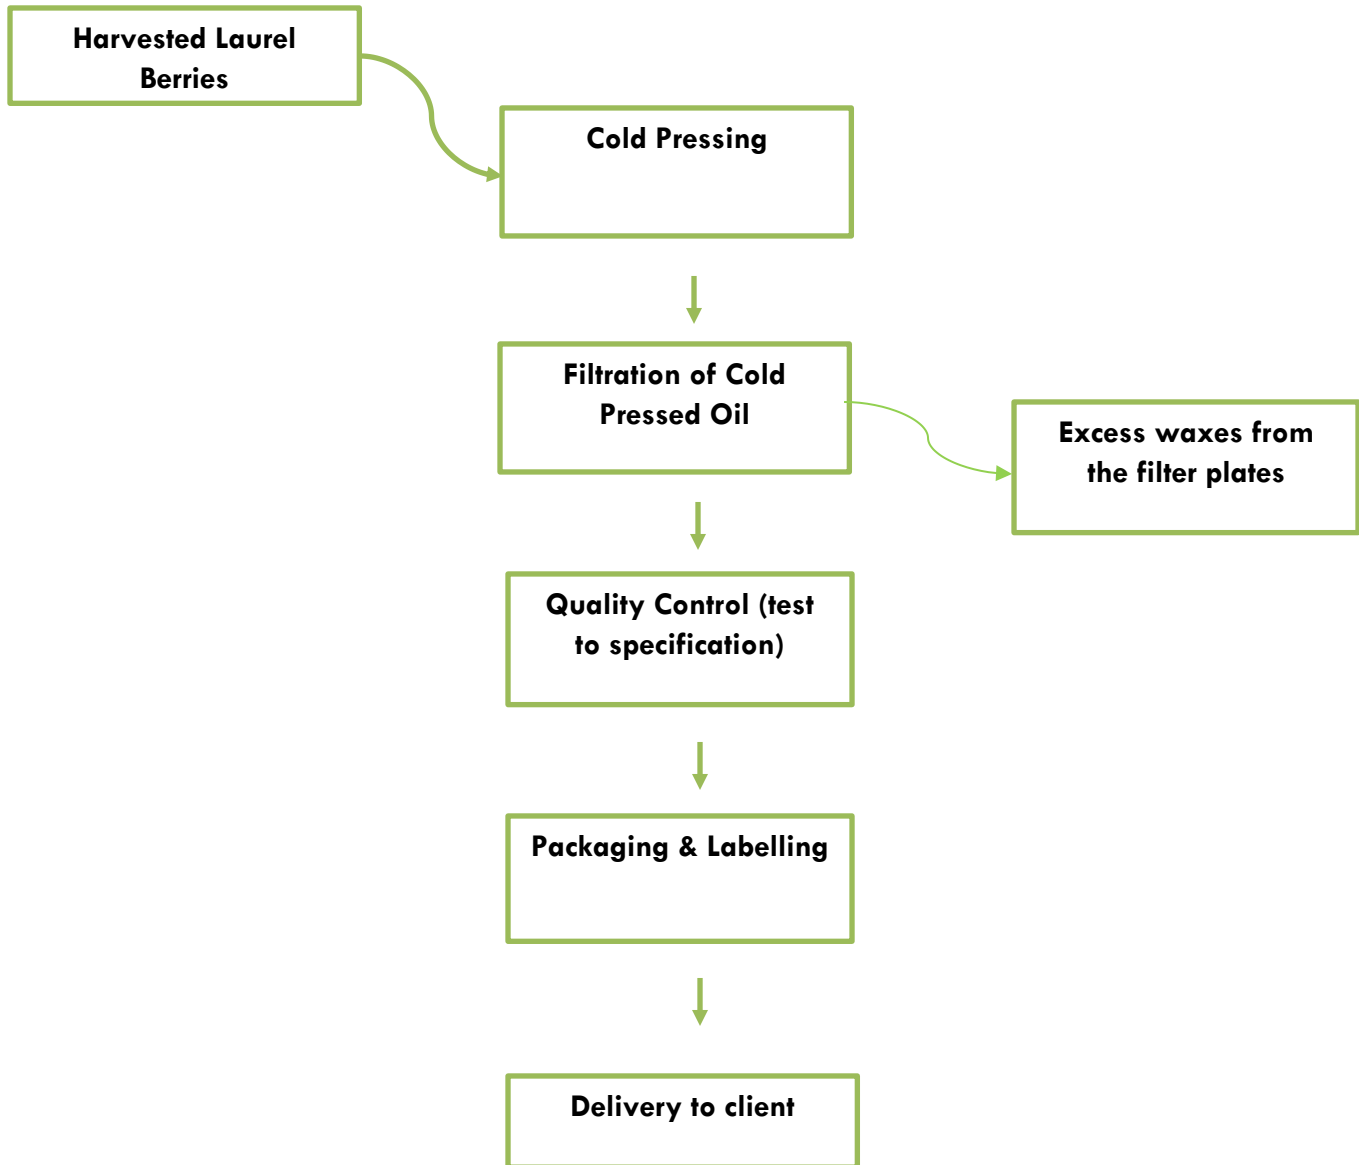 Harvested Laurel
Berries
Cold Pressing
Filtration of Cold
Pressed Oil
Excess waxes from
the filter plates
Quality Control (test
to specification)
Packaging & Labelling
Delivery to client